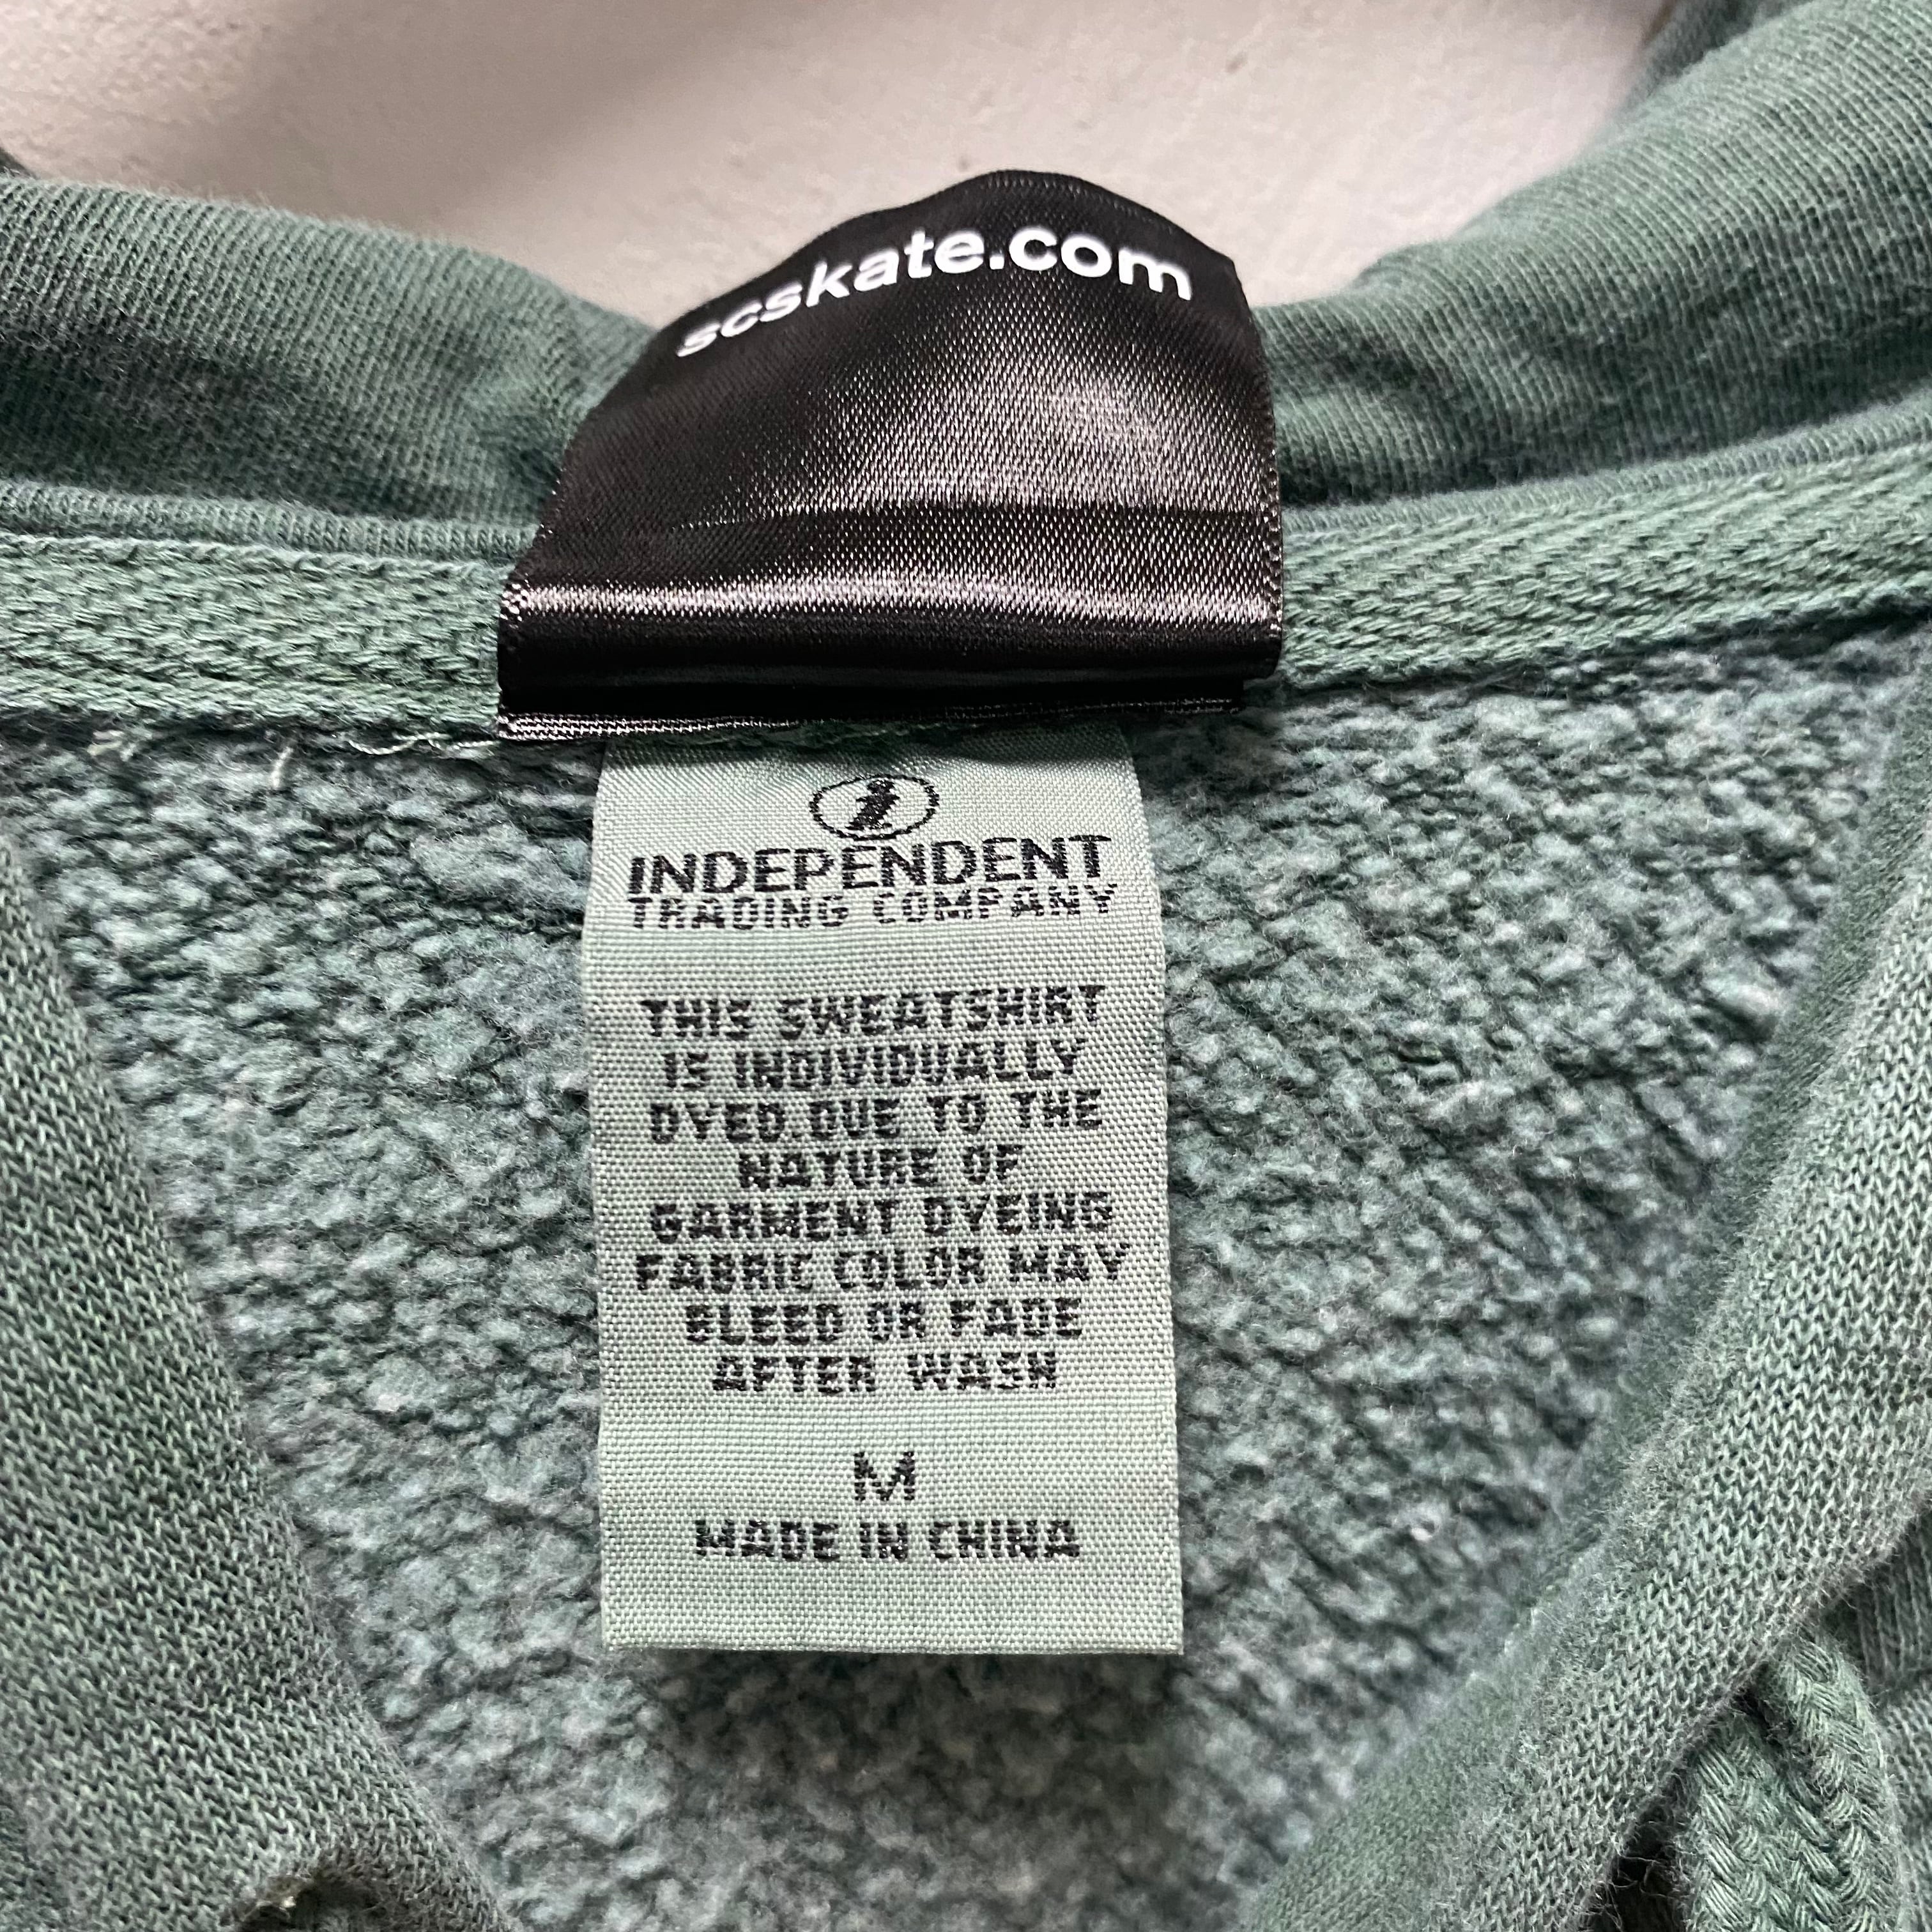 scskate.com
i
INDEPENDENT
TRADING COMPANY
THIS SWEATSHIRT
IS INDIVIDUALLY
DYED.DUE TO THE
NATURE OF
GARMENT DYEING
FABRIC COLOR MAY
BLEED OR FADE
AFTER WASH
M
MADE IN CHINA